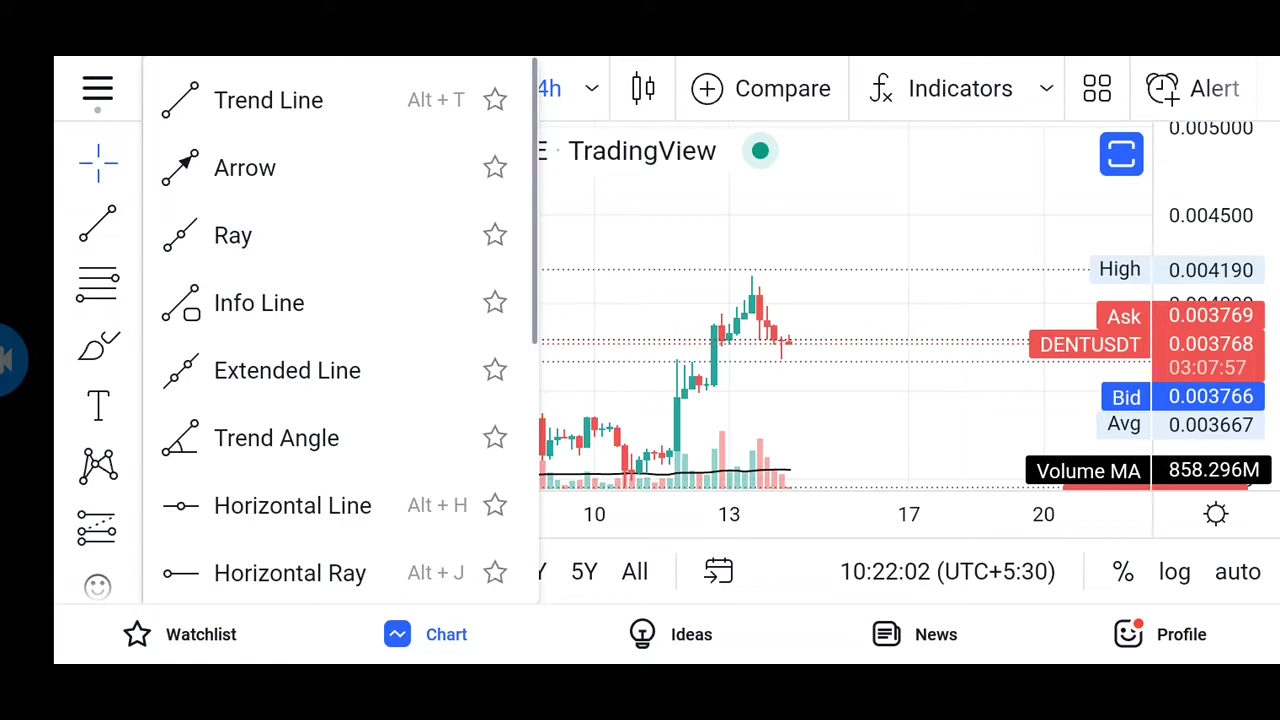 4h
Compare
Indicators
Alert
Trend Line Alt + T
Arrow
Ray
Info Line
Extended Line
Trend Angle
Horizontal Line Alt + H
Horizontal Ray Alt + J
E · TradingView
0.005000
0.004500
High 0.004190
Ask 0.003769
DENTUSDT 0.003768
03:07:57
Bid 0.003766
Avg 0.003667
Volume MA 858.296M
10 13 17 20
Y 5Y All
10:22:02 (UTC+5:30)
% log auto
Watchlist
Chart
Ideas
News
Profile